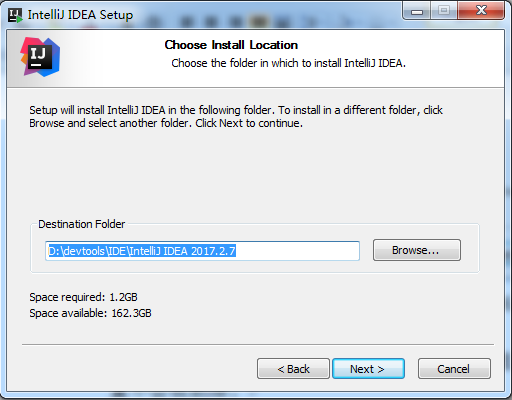 IntelliJ IDEA Setup
IJ
Choose Install Location
Choose the folder in which to install IntelliJ IDEA.
Setup will install IntelliJ IDEA in the following folder. To install in a different folder, click
Browse and select another folder. Click Next to continue.
Destination Folder
D:\devtools\IDE\IntelliJ IDEA 2017.2.7
Browse...
Space required: 1.2GB
Space available: 162.3GB
< Back
Next >
Cancel